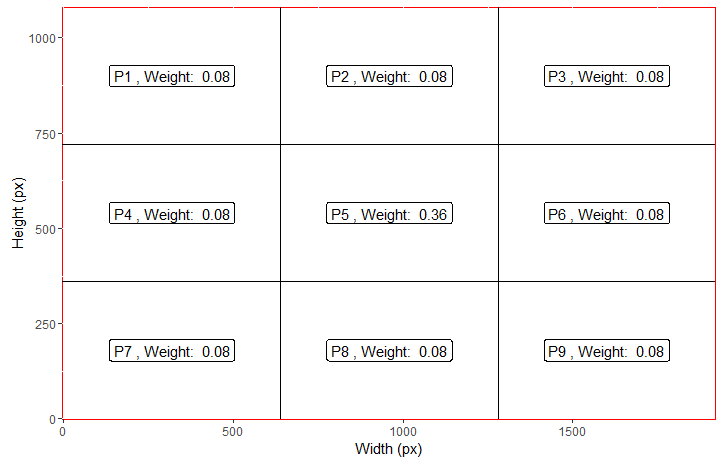 1000
P1 , Weight:  0.08
P2 , Weight:  0.08
P3 , Weight:  0.08
750
Height (px)
P4 , Weight:  0.08
P5 , Weight:  0.36
P6 , Weight:  0.08
500
250
P7 , Weight:  0.08
P8 , Weight:  0.08
P9 , Weight:  0.08
0
0
500
1000
1500
Width (px)